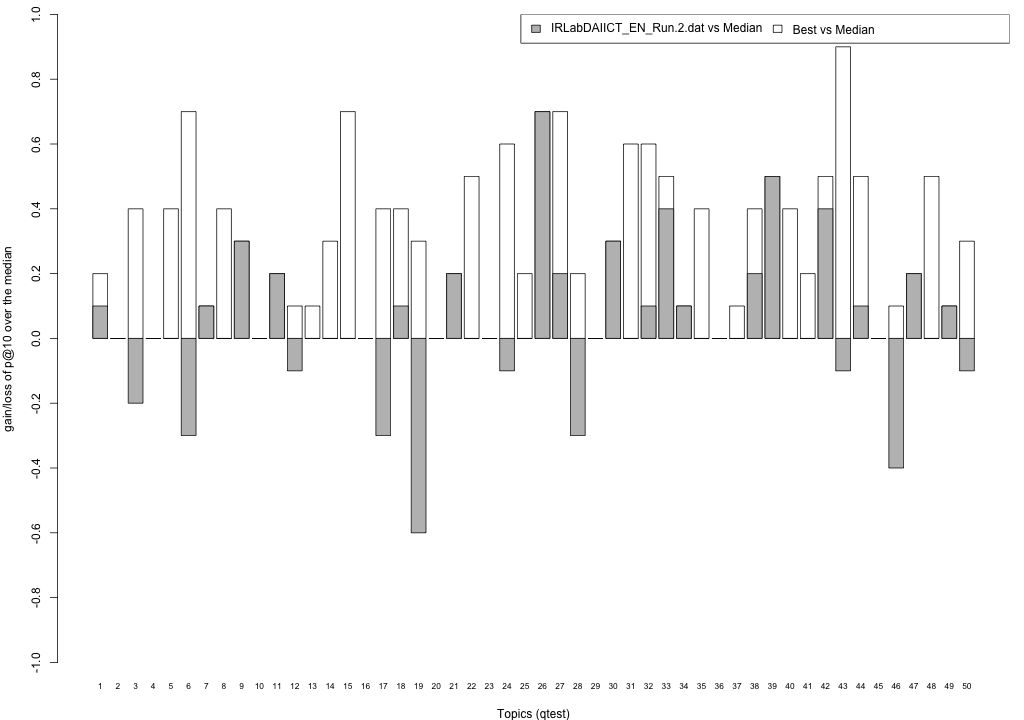 IRLabDAIICT_EN_Run.2.dat vs Median Best vs Median
1.0
0.8
0.6
0.4
0.2
0.0
-0.2
-0.4
-0.6
-0.8
-1.0
gain/loss of p@10 over the median
1 2 3 4 5 6 7 8 9 10 11 12 13 14 15 16 17 18 19 20 21 22 23 24 25 26 27 28 29 30 31 32 33 34 35 36 37 38 39 40 41 42 43 44 45 46 47 48 49 50
Topics (qtest)